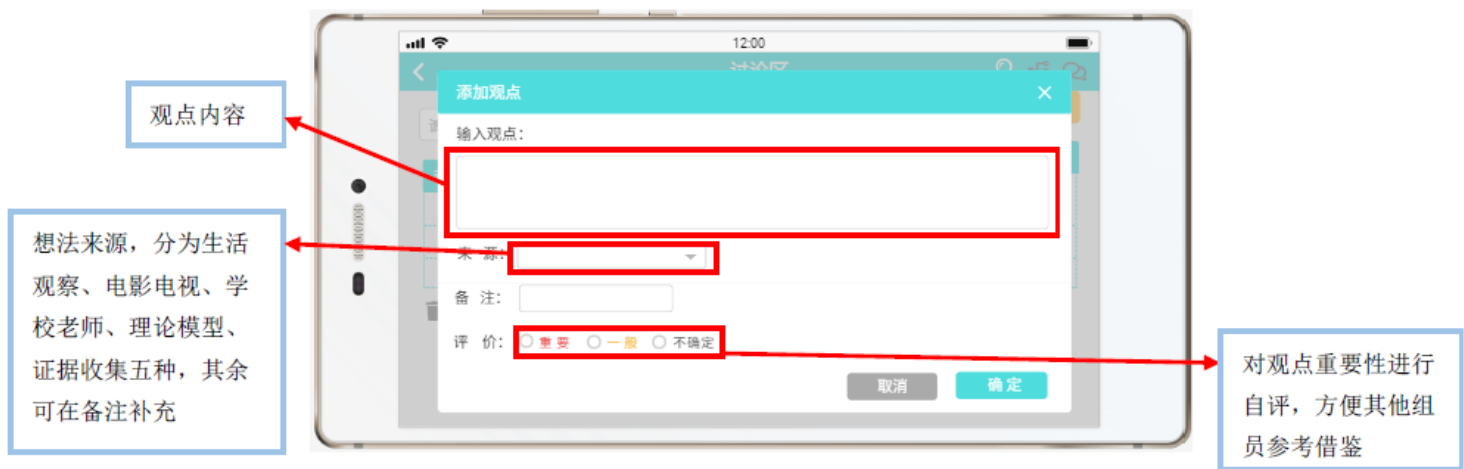 12:00
讨论区
添加观点
输入观点：
观点内容
想法来源，分为生活
观察、电影电视、学
校老师、理论模型、
证据收集五种，其余
可在备注补充
来 源：
备 注：
评 价：
重要
一般
不确定
取消
确定
对观点重要性进行
自评，方便其他组
员参考借鉴